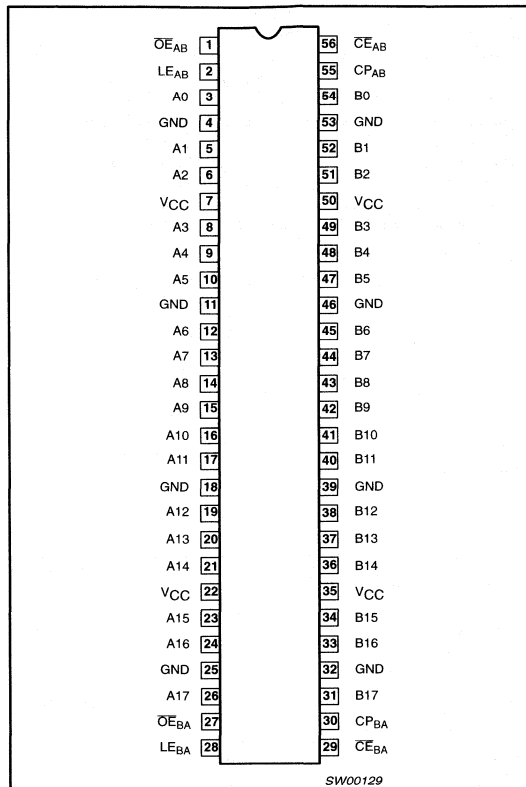 O̅E̅AB 1 56 C̅E̅AB
LEAB 2 55 CPAB
A0 3 54 B0
GND 4 53 GND
A1 5 52 B1
A2 6 51 B2
VCC 7 50 VCC
A3 8 49 B3
A4 9 48 B4
A5 10 47 B5
GND 11 46 GND
A6 12 45 B6
A7 13 44 B7
A8 14 43 B8
A9 15 42 B9
A10 16 41 B10
A11 17 40 B11
GND 18 39 GND
A12 19 38 B12
A13 20 37 B13
A14 21 36 B14
VCC 22 35 VCC
A15 23 34 B15
A16 24 33 B16
GND 25 32 GND
A17 26 31 B17
O̅E̅BA 27 30 CPBA
LEBA 28 29 C̅E̅BA
SW00129